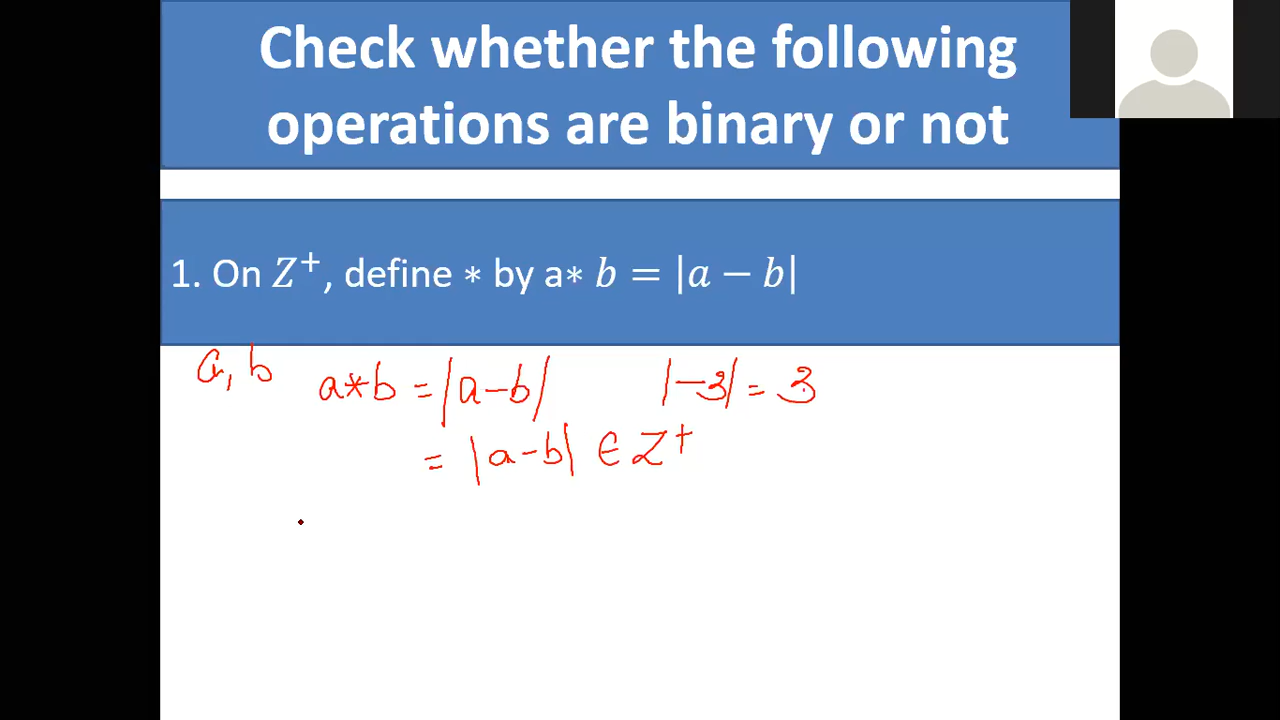 Check whether the following
operations are binary or not
1. On Z⁺, define ∗ by a∗ b = |a − b|
a, b
a*b = |a-b| |-3| = 3
= |a-b| ∈ Z⁺